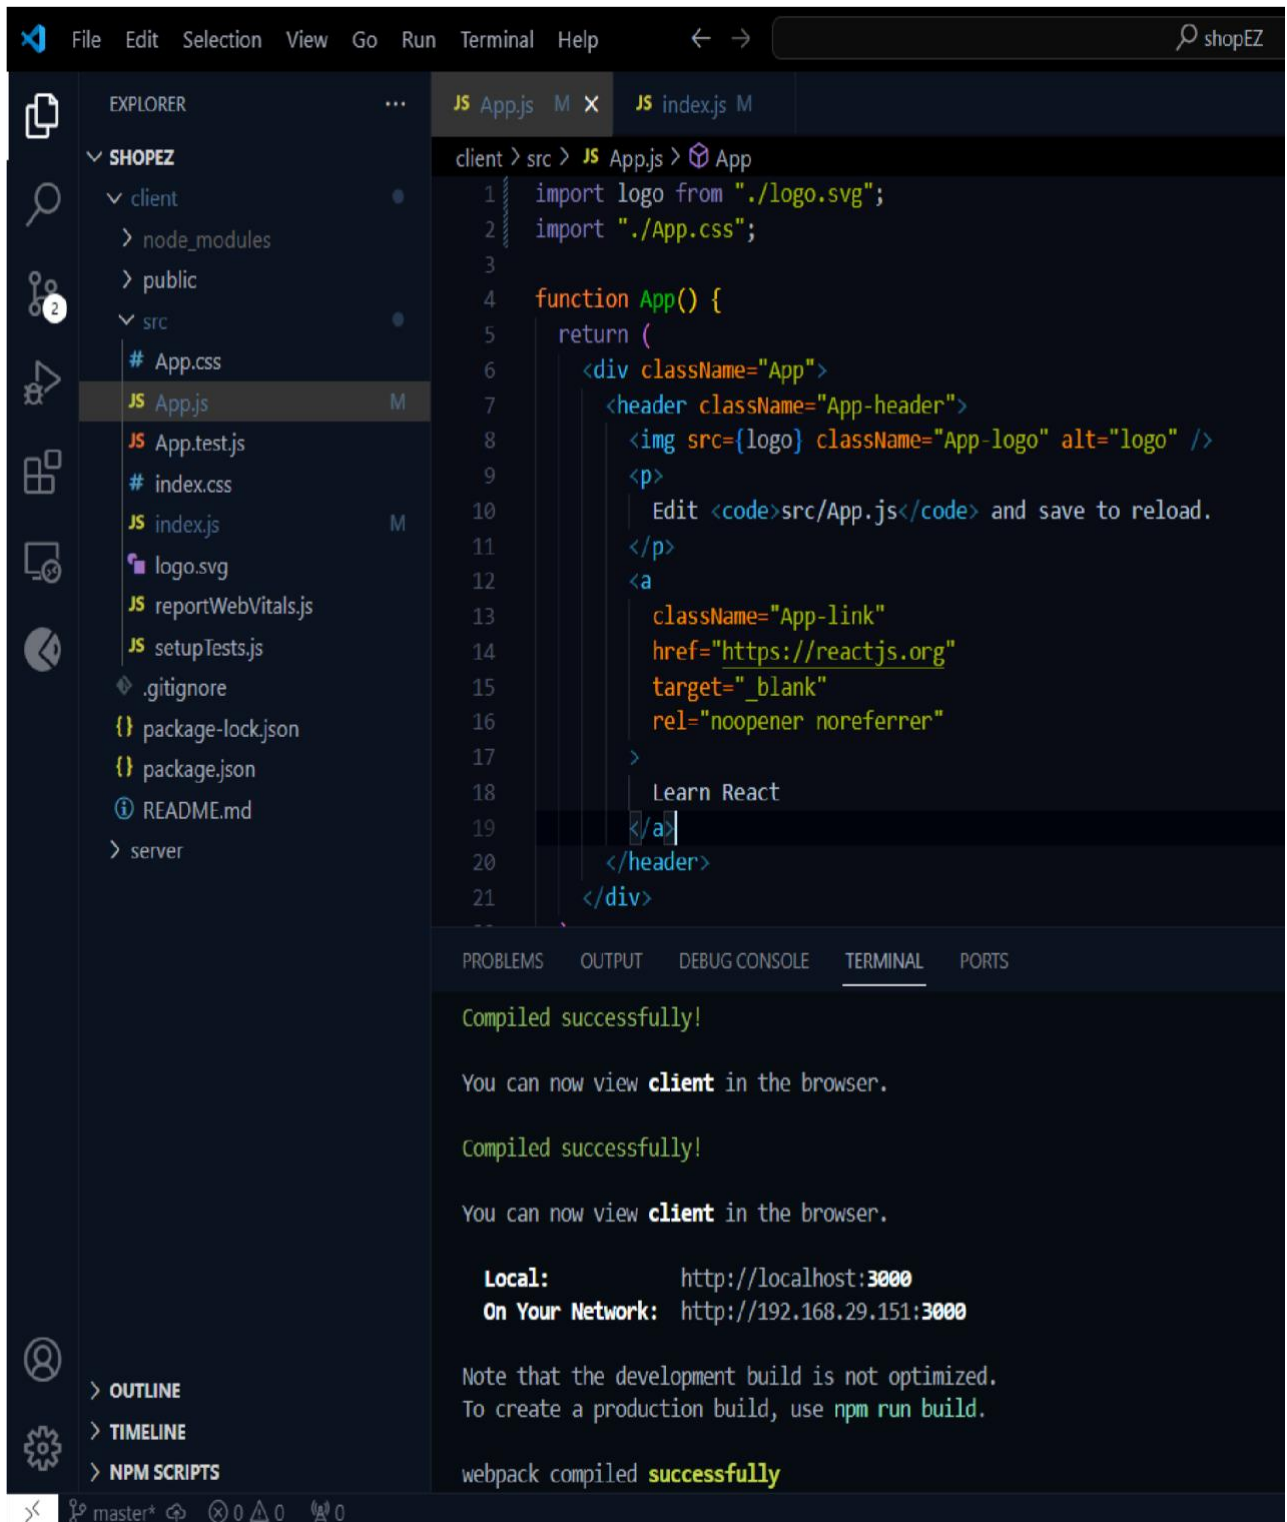 File Edit Selection View Go Run Terminal Help shopEZ
EXPLORER
SHOPEZ
client
node_modules
public
src
# App.css
JS App.js M
JS App.test.js
# index.css
JS index.js M
logo.svg
JS reportWebVitals.js
JS setupTests.js
.gitignore
{} package-lock.json
{} package.json
README.md
server
OUTLINE
TIMELINE
NPM SCRIPTS
2
JS App.js M JS index.js M
client > src > JS App.js > App
1 import logo from "./logo.svg";
2 import "./App.css";
3
4 function App() {
5 return (
6 <div className="App">
7 <header className="App-header">
8 <img src={logo} className="App-logo" alt="logo" />
9 <p>
10 Edit <code>src/App.js</code> and save to reload.
11 </p>
12 <a
13 className="App-link"
14 href="https://reactjs.org"
15 target="_blank"
16 rel="noopener noreferrer"
17 >
18 Learn React
19 </a>
20 </header>
21 </div>
PROBLEMS OUTPUT DEBUG CONSOLE TERMINAL PORTS
Compiled successfully!
You can now view client in the browser.
Compiled successfully!
You can now view client in the browser.
Local: http://localhost:3000
On Your Network: http://192.168.29.151:3000
Note that the development build is not optimized.
To create a production build, use npm run build.
webpack compiled successfully
master* 0 0 0